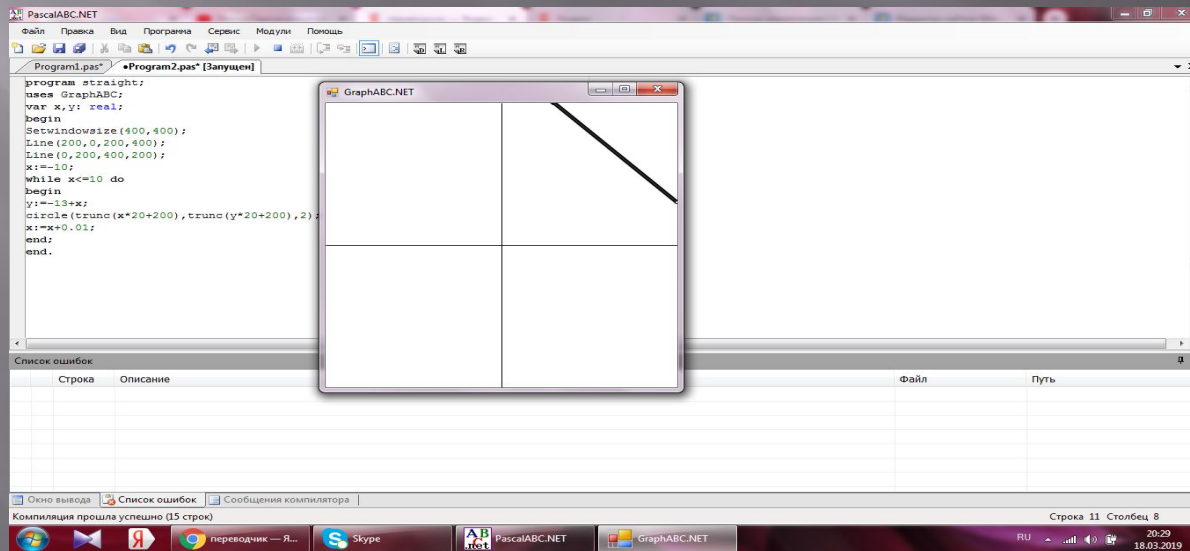 PascalABC.NET
Файл Правка Вид Программа Сервис Модули Помощь
Program1.pas* •Program2.pas* [Запущен]
program straight;
uses GraphABC;
var x,y: real;
begin
Setwindowsize(400,400);
Line(200,0,200,400);
Line(0,200,400,200);
x:=-10;
while x<=10 do
begin
y:=-13+x;
circle(trunc(x*20+200),trunc(y*20+200),2);
x:=x+0.01;
end;
end.
GraphABC.NET
Список ошибок
Строка Описание Файл Путь
Окно вывода Список ошибок Сообщения компилятора
Компиляция прошла успешно (15 строк) Строка 11 Столбец 8
переводчик — Я... Skype PascalABC.NET GraphABC.NET RU 20:29
18.03.2019